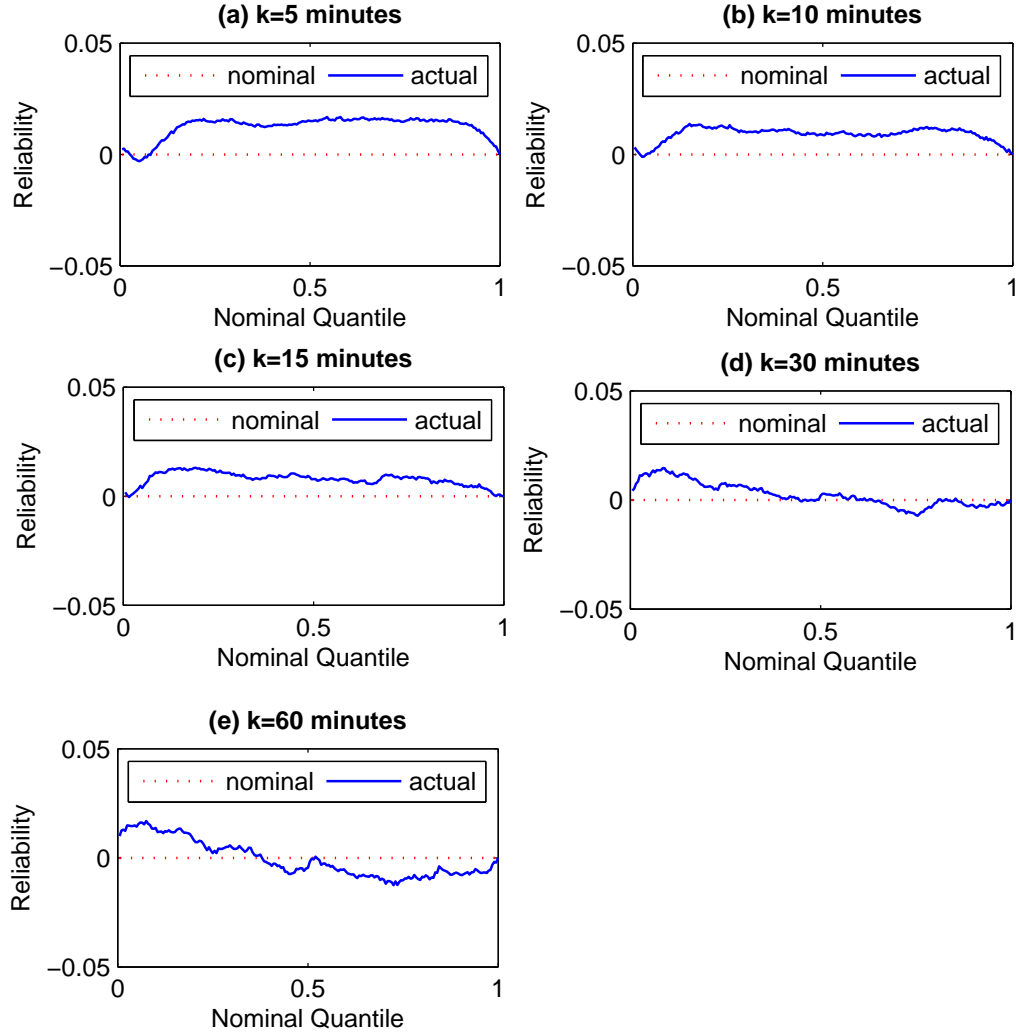 (a) k=5 minutes
0.05
nominal
actual
Reliability
0
−0.05
0
0.5
1
Nominal Quantile
(b) k=10 minutes
0.05
nominal
actual
Reliability
0
−0.05
0
0.5
1
Nominal Quantile
(c) k=15 minutes
0.05
nominal
actual
Reliability
0
−0.05
0
0.5
1
Nominal Quantile
(d) k=30 minutes
0.05
nominal
actual
Reliability
0
−0.05
0
0.5
1
Nominal Quantile
(e) k=60 minutes
0.05
nominal
actual
Reliability
0
−0.05
0
0.5
1
Nominal Quantile